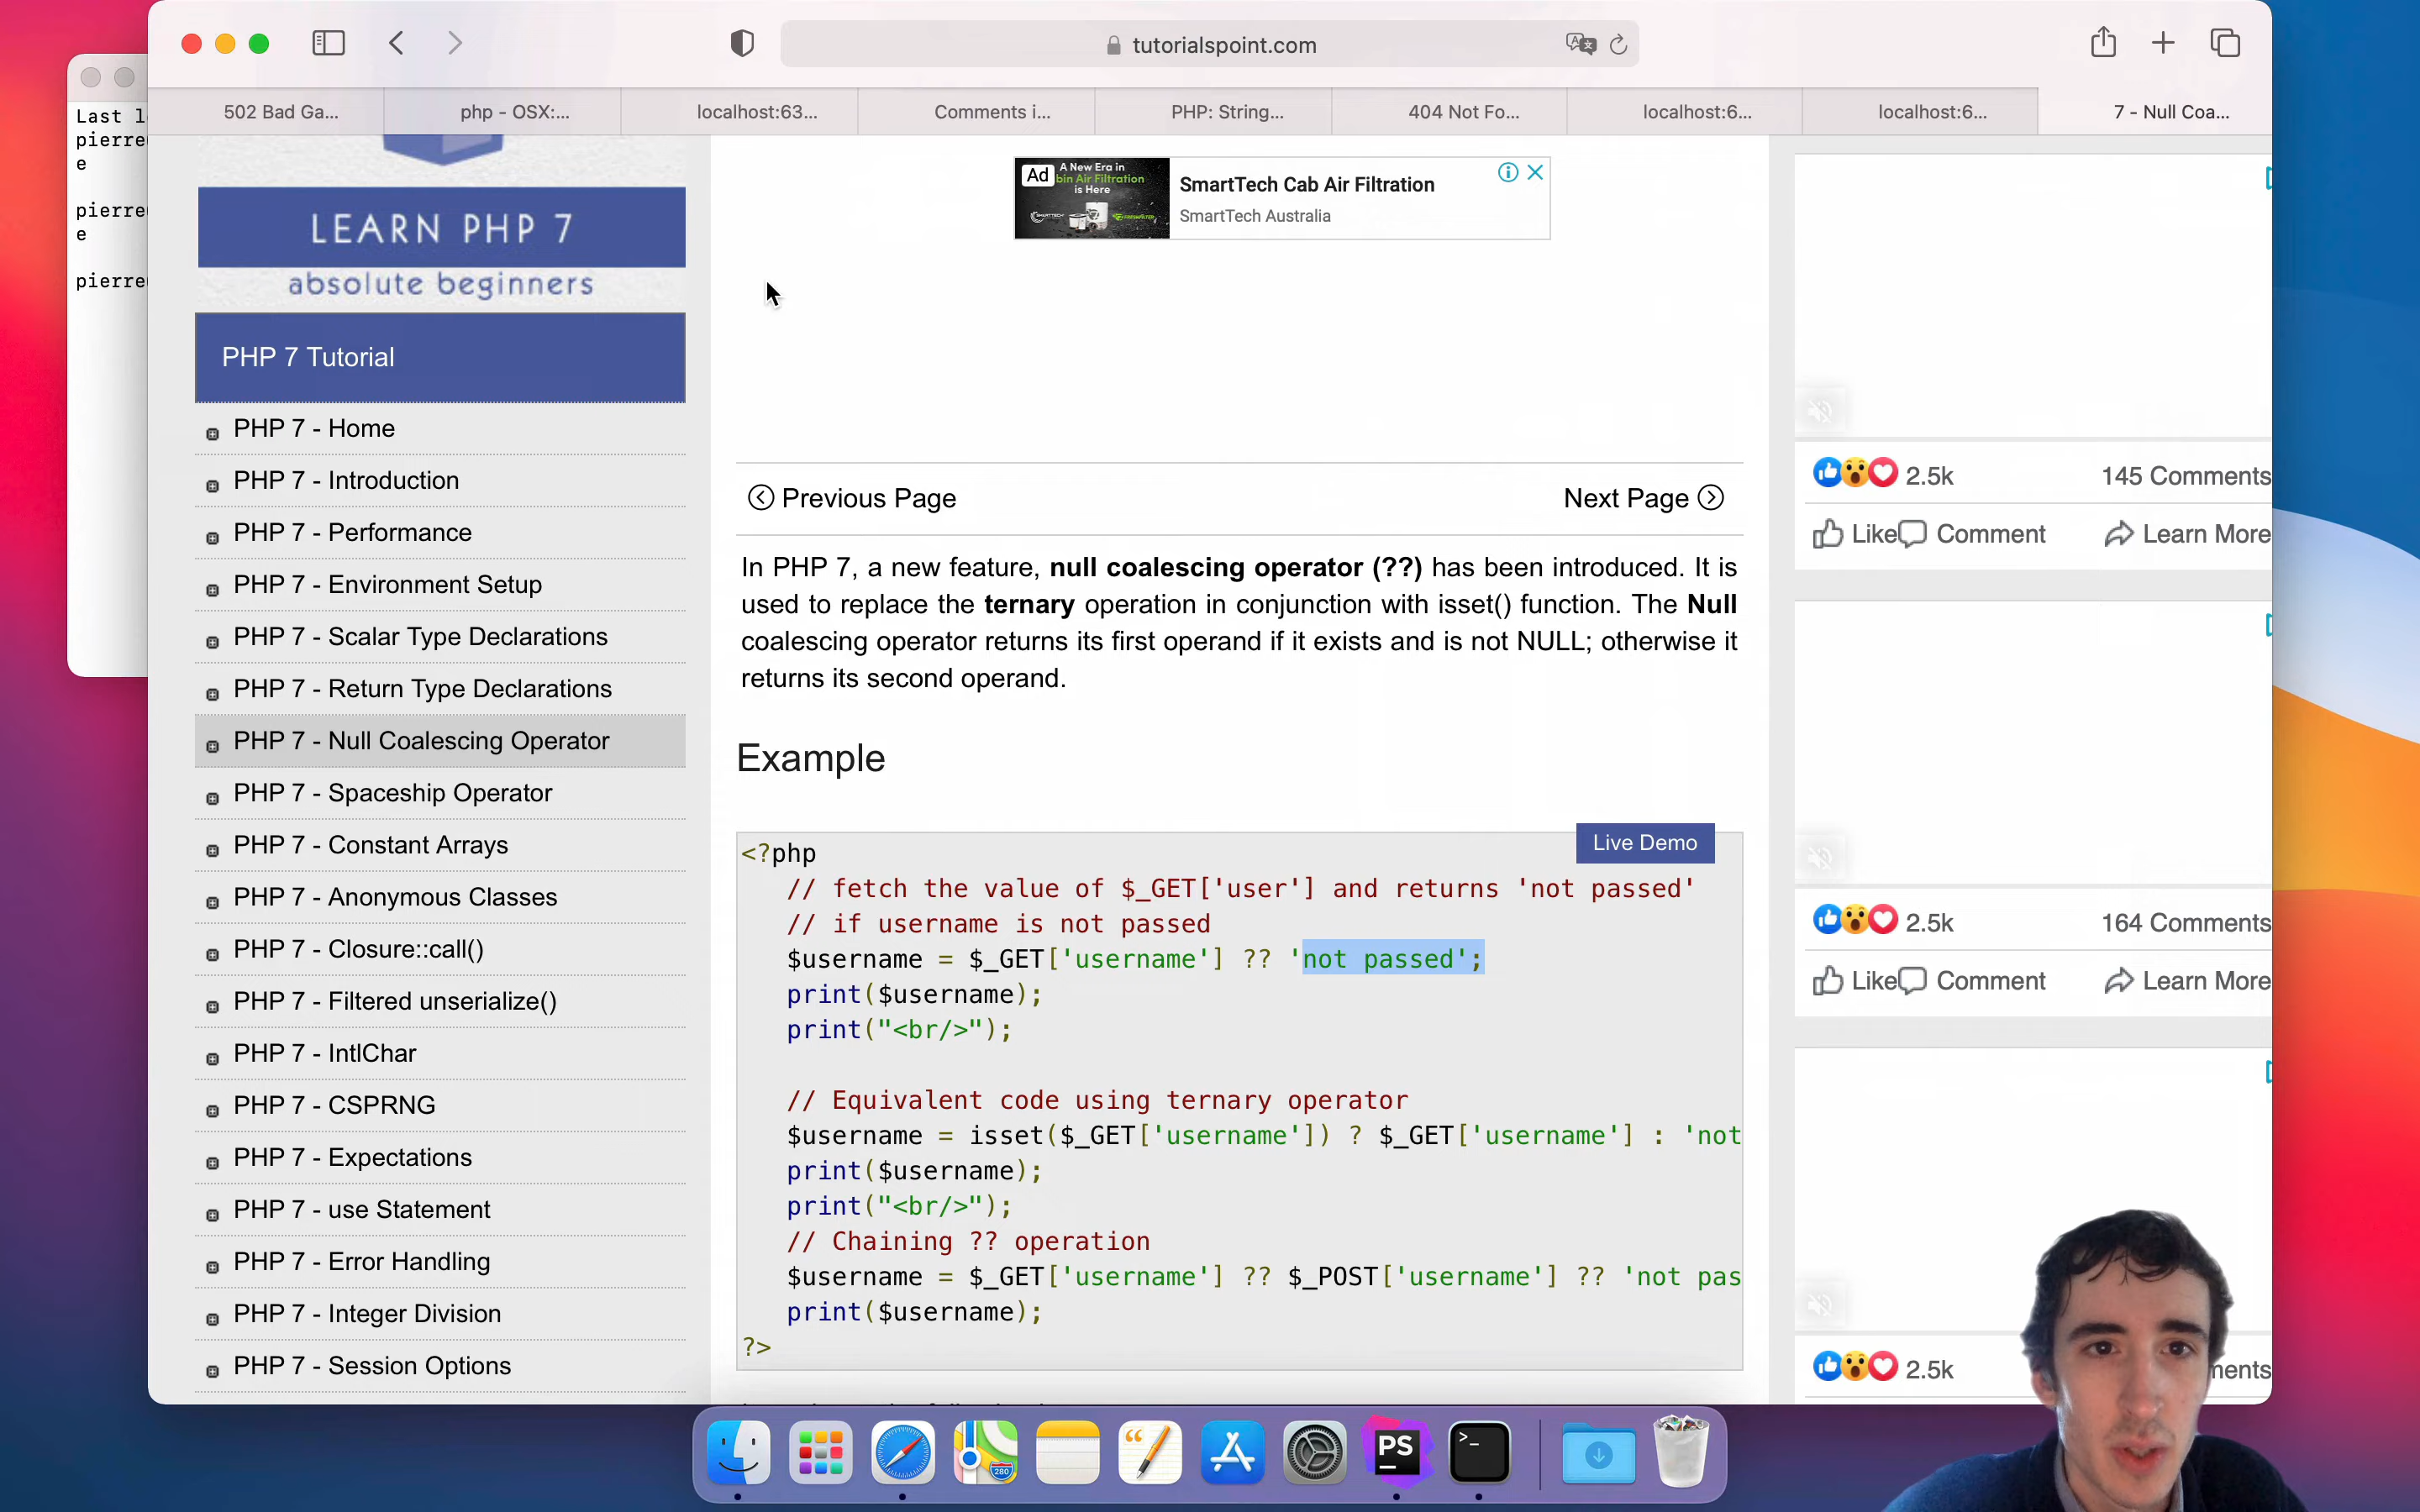 tutorialspoint.com
502 Bad Ga...
php - OSX:...
localhost:63...
Comments i...
PHP: String...
404 Not Fo...
localhost:6...
localhost:6...
7 - Null Coa...
Last l
pierre
e
pierre
e
pierre
LEARN PHP 7
absolute beginners
PHP 7 Tutorial
PHP 7 - Home
PHP 7 - Introduction
PHP 7 - Performance
PHP 7 - Environment Setup
PHP 7 - Scalar Type Declarations
PHP 7 - Return Type Declarations
PHP 7 - Null Coalescing Operator
PHP 7 - Spaceship Operator
PHP 7 - Constant Arrays
PHP 7 - Anonymous Classes
PHP 7 - Closure::call()
PHP 7 - Filtered unserialize()
PHP 7 - IntlChar
PHP 7 - CSPRNG
PHP 7 - Expectations
PHP 7 - use Statement
PHP 7 - Error Handling
PHP 7 - Integer Division
PHP 7 - Session Options
Ad
A New Era in
bin Air Filtration
is Here
SmartTech Cab Air Filtration
SmartTech Australia
Previous Page
Next Page
In PHP 7, a new feature, null coalescing operator (??) has been introduced. It is
used to replace the ternary operation in conjunction with isset() function. The Null
coalescing operator returns its first operand if it exists and is not NULL; otherwise it
returns its second operand.
Example
Live Demo
<?php
// fetch the value of $_GET['user'] and returns 'not passed'
// if username is not passed
$username = $_GET['username'] ?? 'not passed';
print($username);
print("<br/>");
// Equivalent code using ternary operator
$username = isset($_GET['username']) ? $_GET['username'] : 'not
print($username);
print("<br/>");
// Chaining ?? operation
$username = $_GET['username'] ?? $_POST['username'] ?? 'not pas
print($username);
?>
2.5k
145 Comments
Like
Comment
Learn More
2.5k
164 Comments
Like
Comment
Learn More
2.5k
ments
280
PS
>_